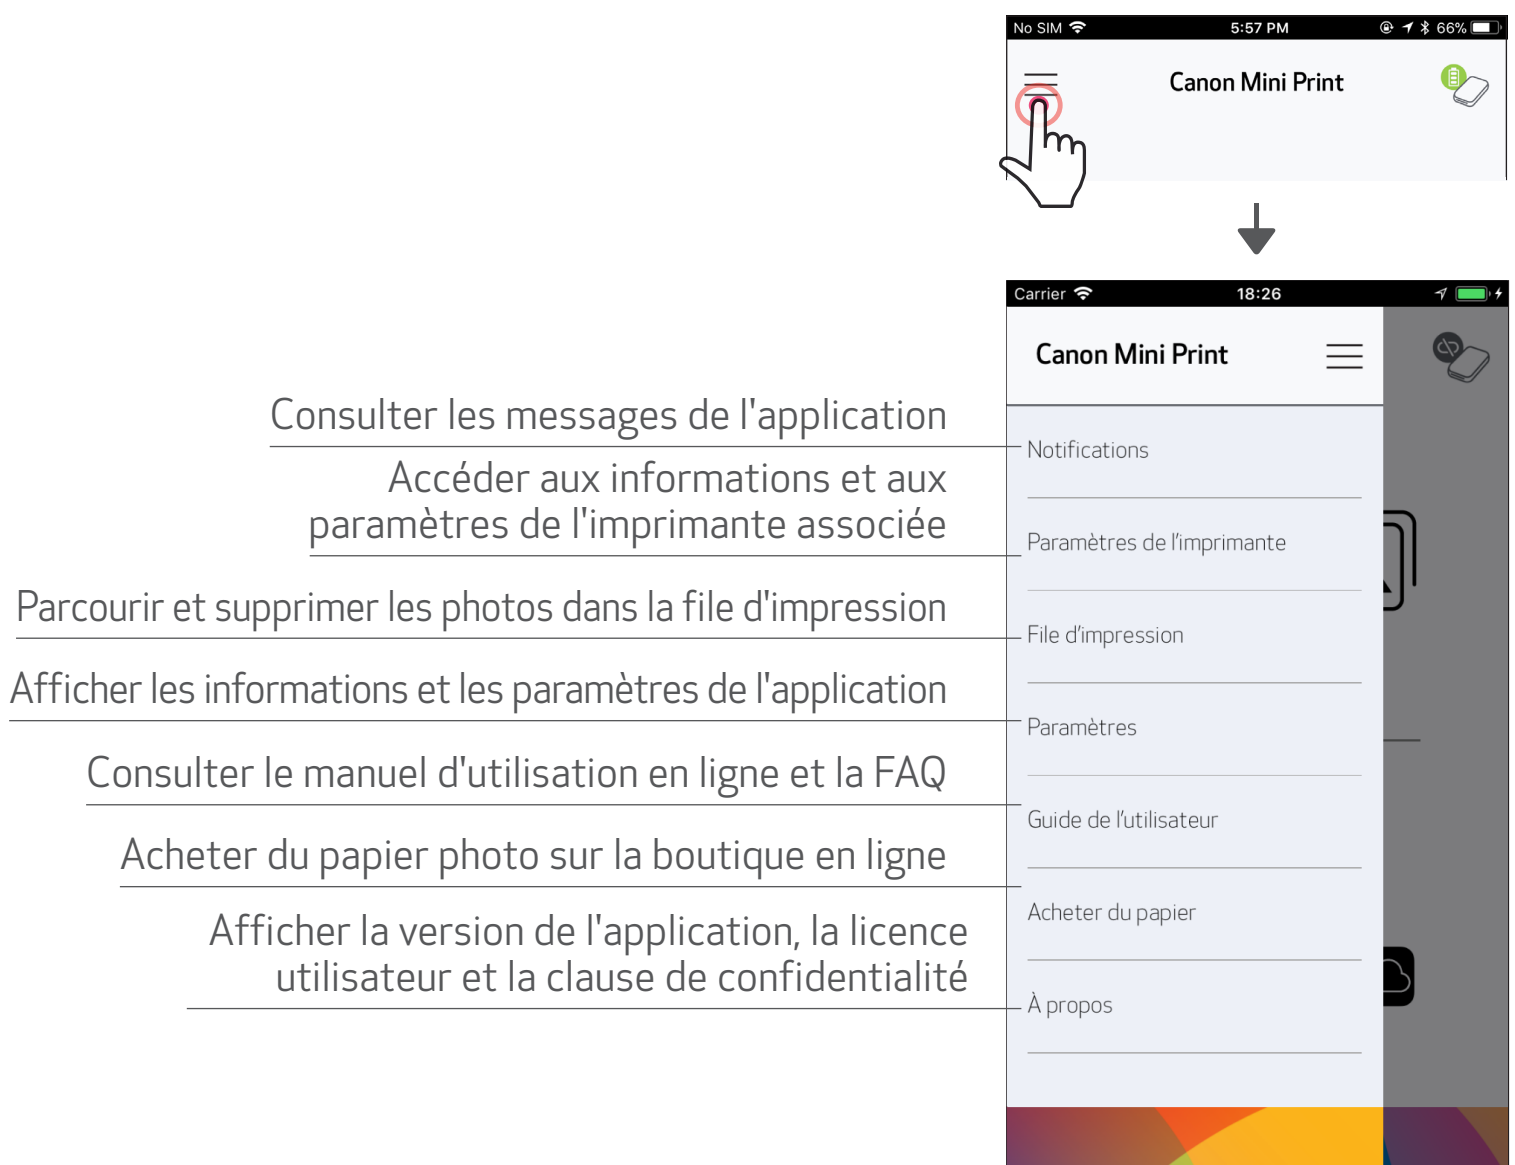 No SIM 5:57 PM 66%
Canon Mini Print
Carrier 18:26
Canon Mini Print
Consulter les messages de l'application
Notifications
Accéder aux informations et aux
paramètres de l'imprimante associée
Paramètres de l’imprimante
Parcourir et supprimer les photos dans la file d'impression
File d’impression
Afficher les informations et les paramètres de l'application
Paramètres
Consulter le manuel d'utilisation en ligne et la FAQ
Guide de l’utilisateur
Acheter du papier photo sur la boutique en ligne
Acheter du papier
Afficher la version de l'application, la licence
utilisateur et la clause de confidentialité
À propos